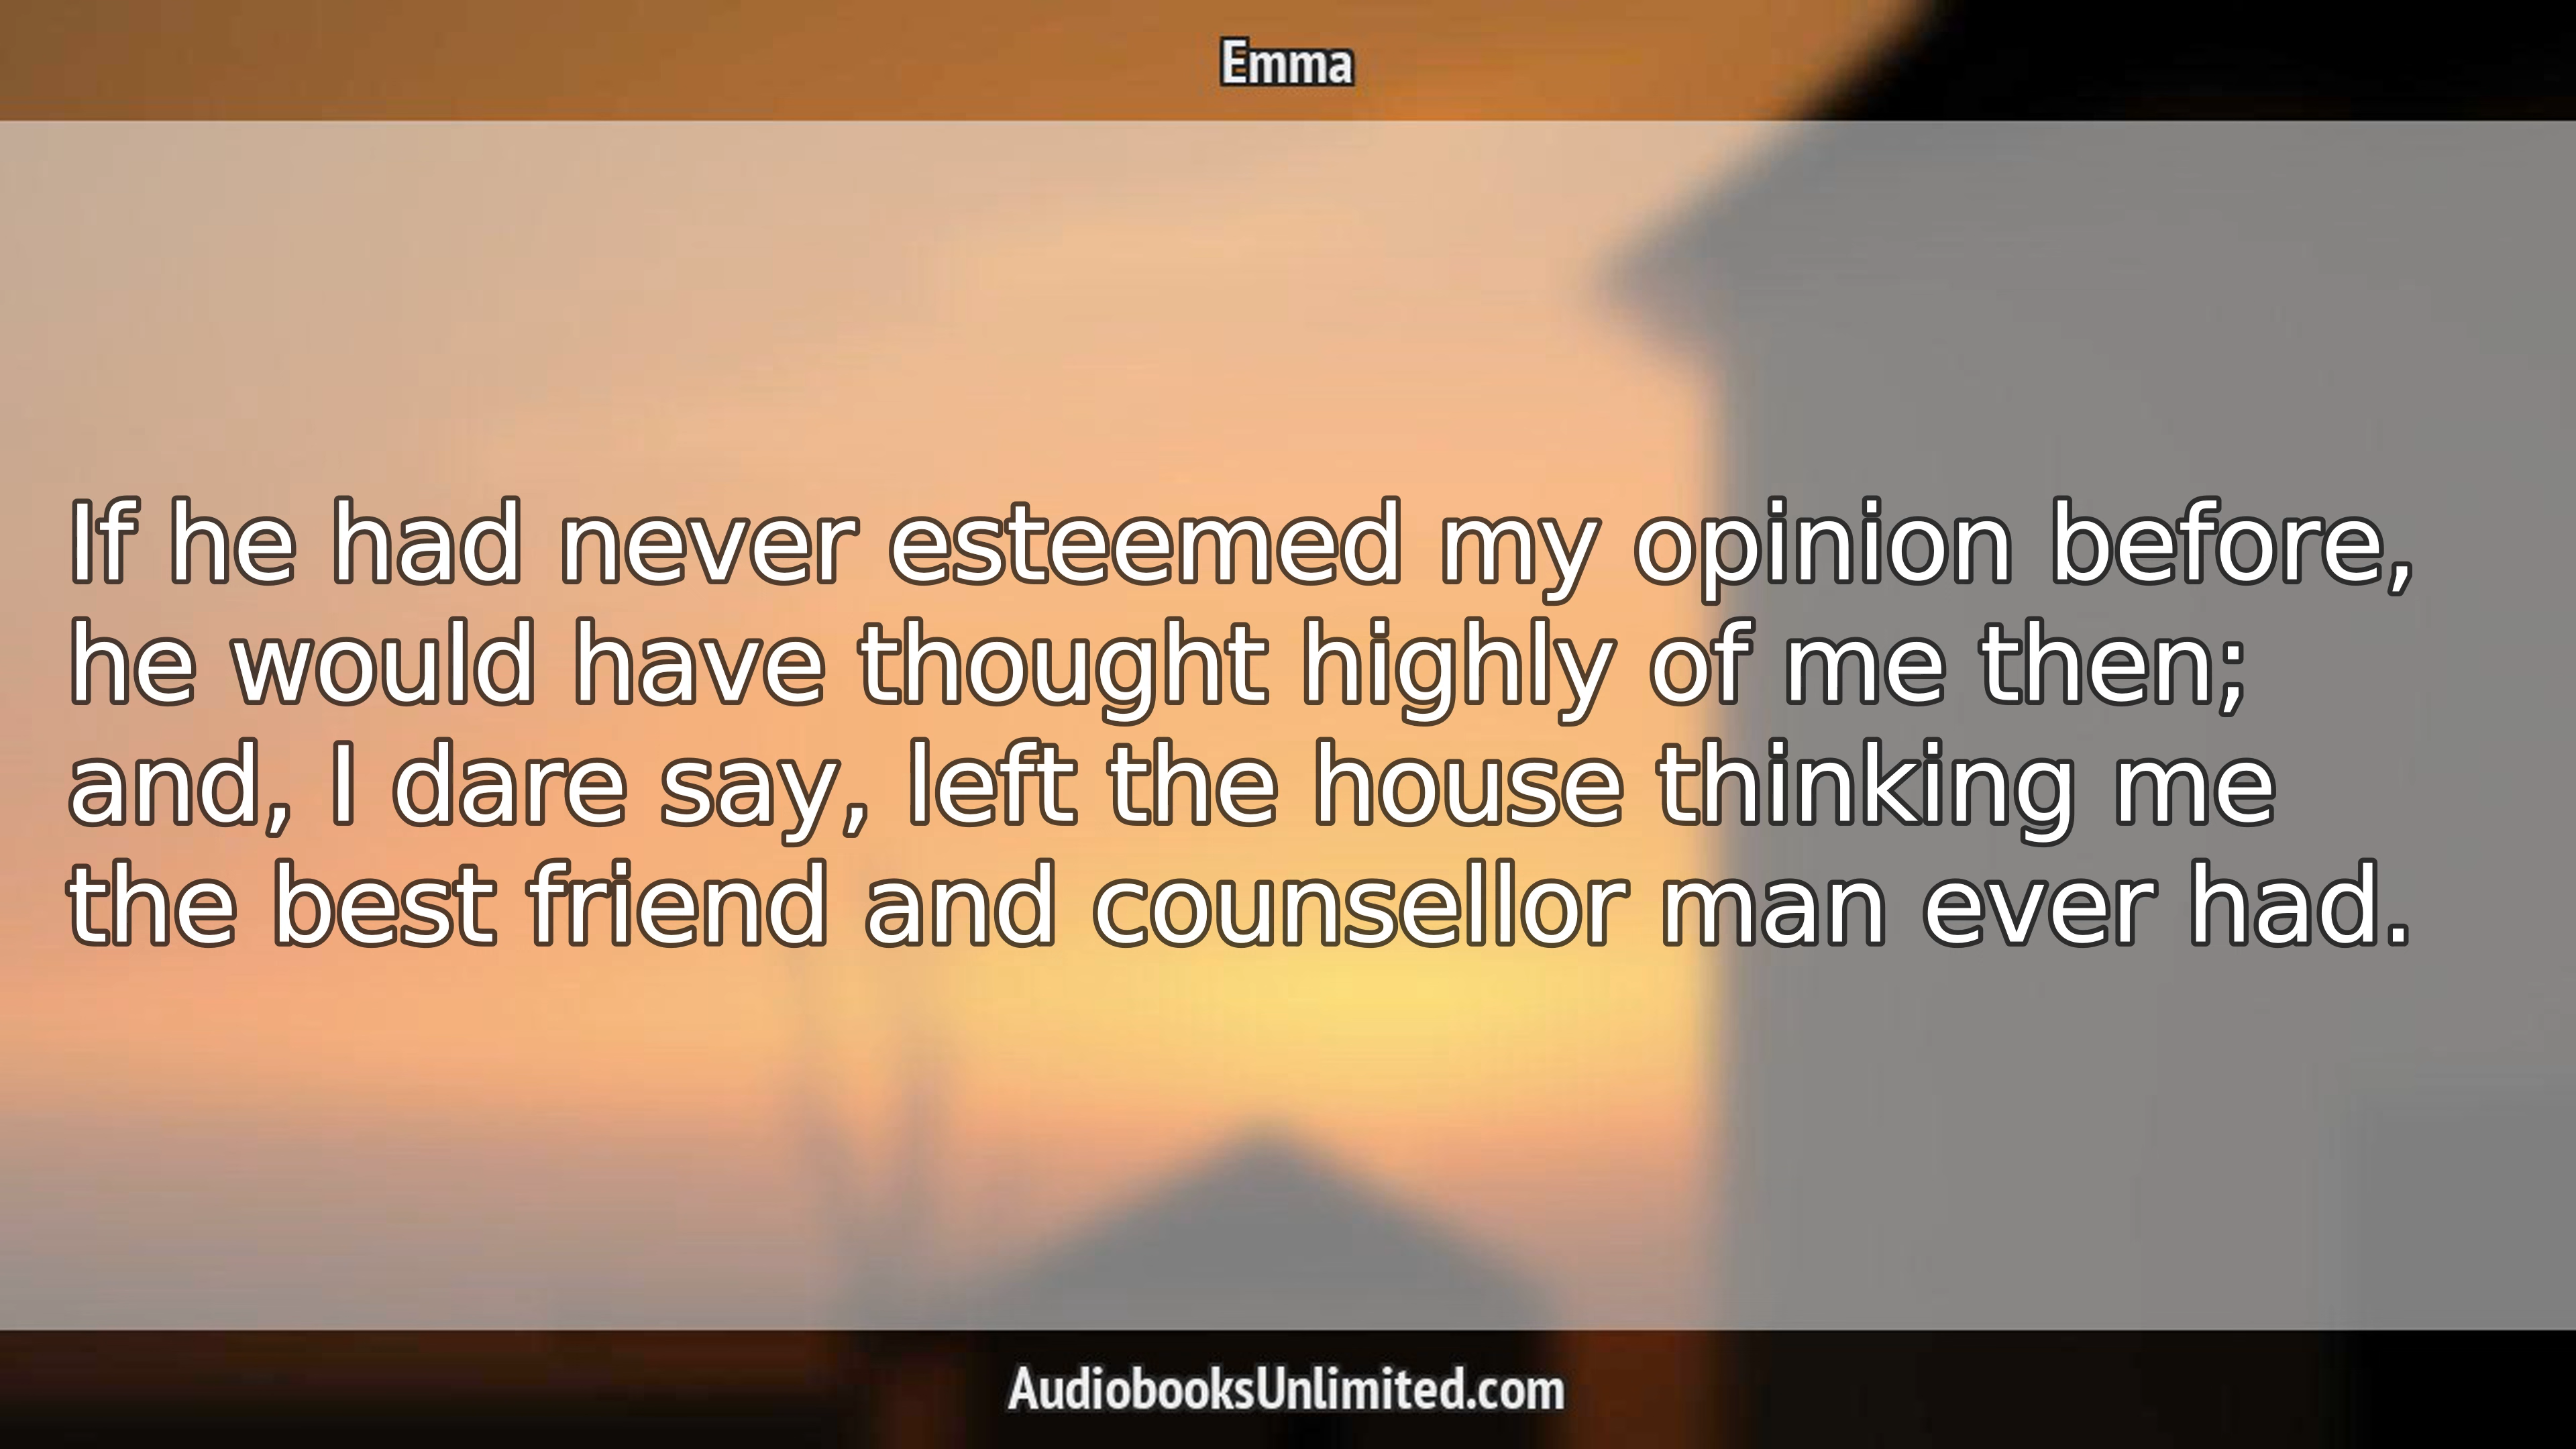 Emma
If he had never esteemed my opinion before,
he would have thought highly of me then;
and, I dare say, left the house thinking me
the best friend and counsellor man ever had.
AudiobooksUnlimited.com